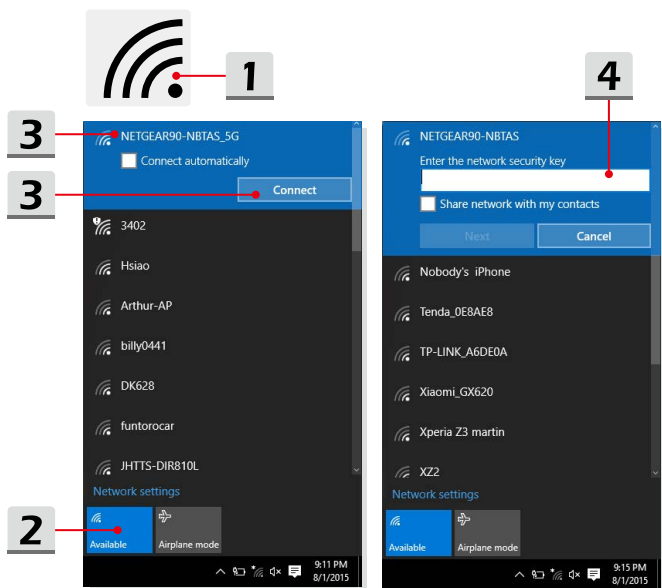 1
3
NETGEAR90-NBTAS_5G
Connect automatically
3
Connect
3402
Hsiao
Arthur-AP
billy0441
DK628
funtorocar
JHTTS-DIR810L
Network settings
2
Available
Airplane mode
9:11 PM
8/1/2015
4
NETGEAR90-NBTAS
Enter the network security key
Share network with my contacts
Next
Cancel
Nobody's iPhone
Tenda_0E8AE8
TP-LINK_A6DE0A
Xiaomi_GX620
Xperia Z3 martin
XZ2
Network settings
Available
Airplane mode
9:15 PM
8/1/2015